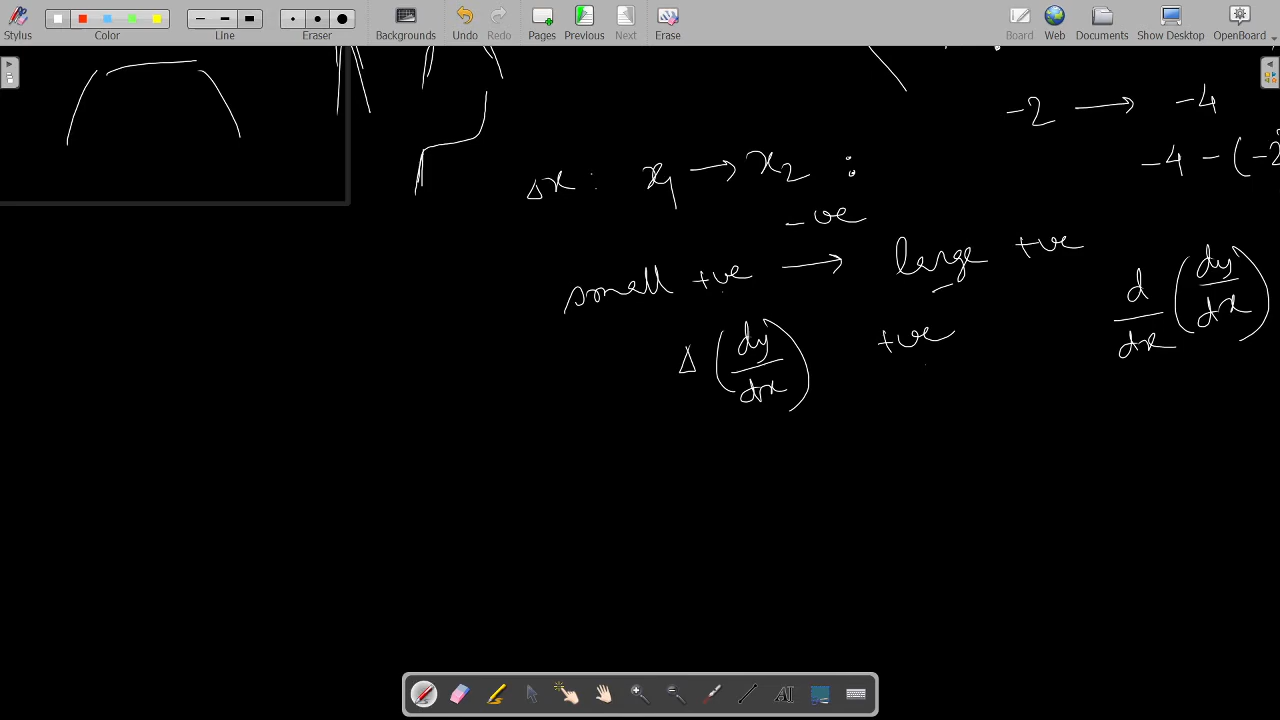 Stylus Color Line Eraser Backgrounds Undo Redo Pages Previous Next Erase Board Web Documents Show Desktop OpenBoard
-2 → -4
-4 - (-2
Δx : x₁ → x₂ :
-ve
small +ve → large +ve
Δ (dy/dx) +ve d/dx (dy/dx)
AI